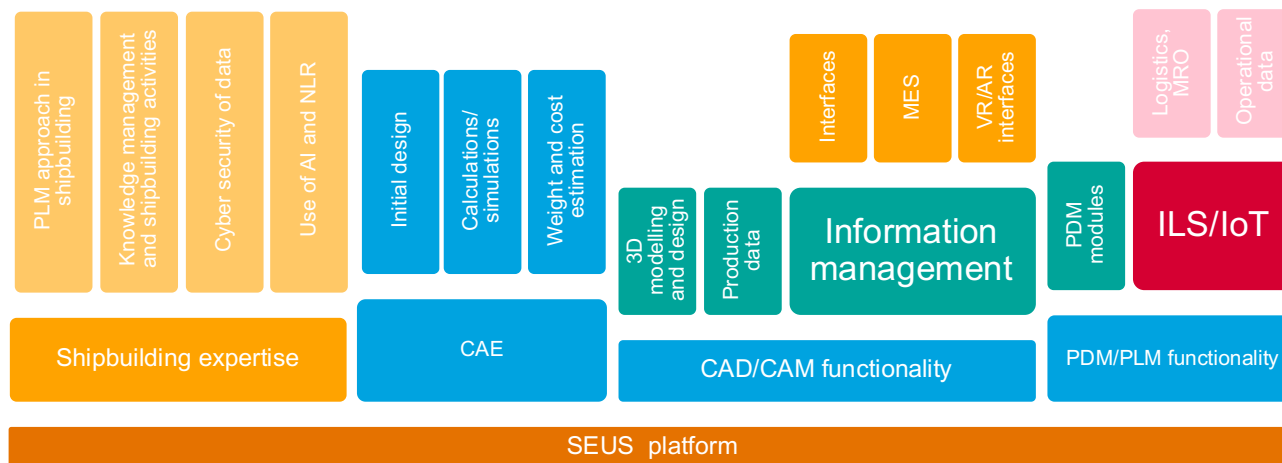 PLM approach in
shipbuilding
Knowledge management
and shipbuilding activities
Cyber security of data
Use of AI and NLR
Initial design
Calculations/
simulations
Weight and cost
estimation
Interfaces
MES
VR/AR
interfaces
Logistics,
MRO
Operational
data
3D
modelling
and design
Production
data
Information
management
PDM
modules
ILS/IoT
Shipbuilding expertise
CAE
CAD/CAM functionality
PDM/PLM functionality
SEUS platform